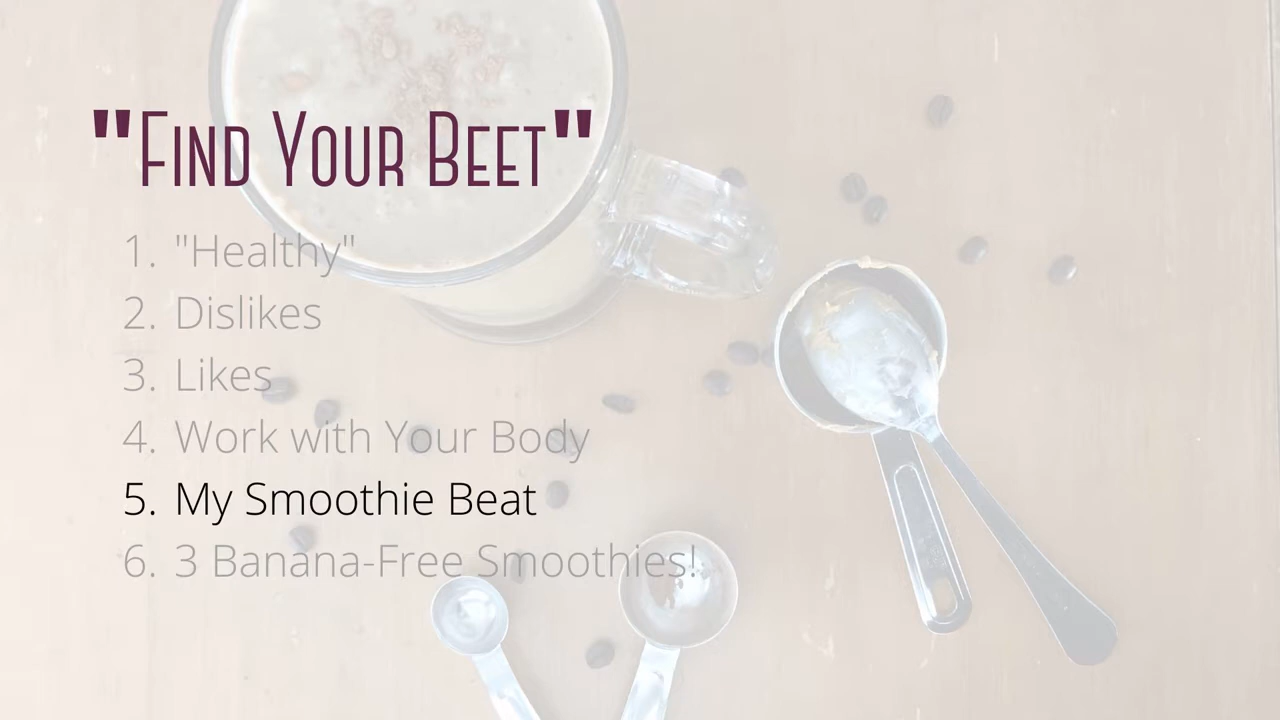 "Find Your Beet"
1. "Healthy"
2. Dislikes
3. Likes
4. Work with Your Body
5. My Smoothie Beat
6. 3 Banana-Free Smoothies!